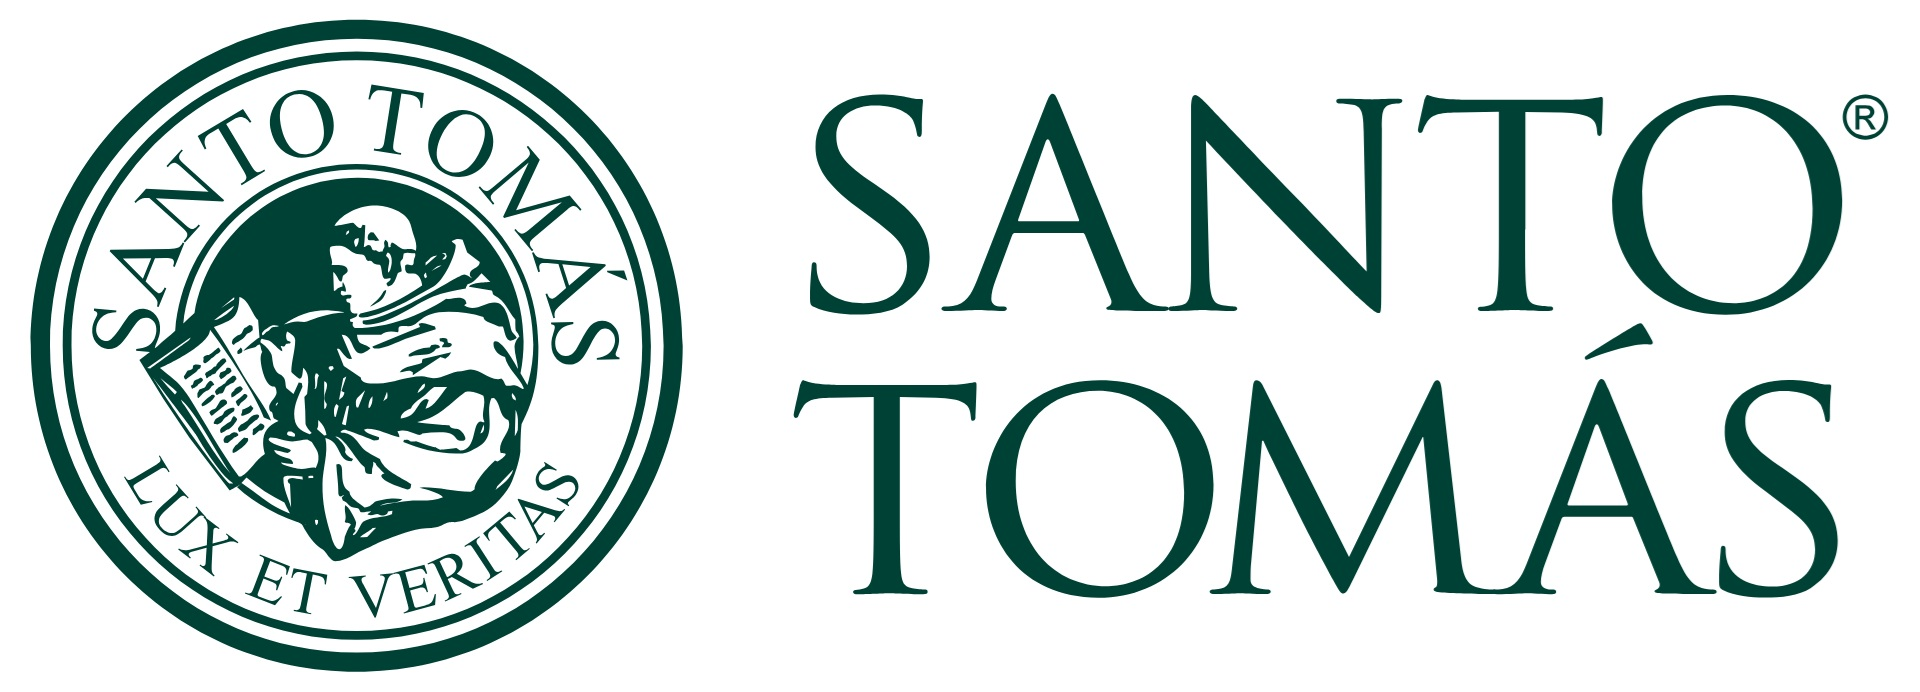 SANTO TOMÁS
LUX ET VERITAS
SANTO®
TOMÁS